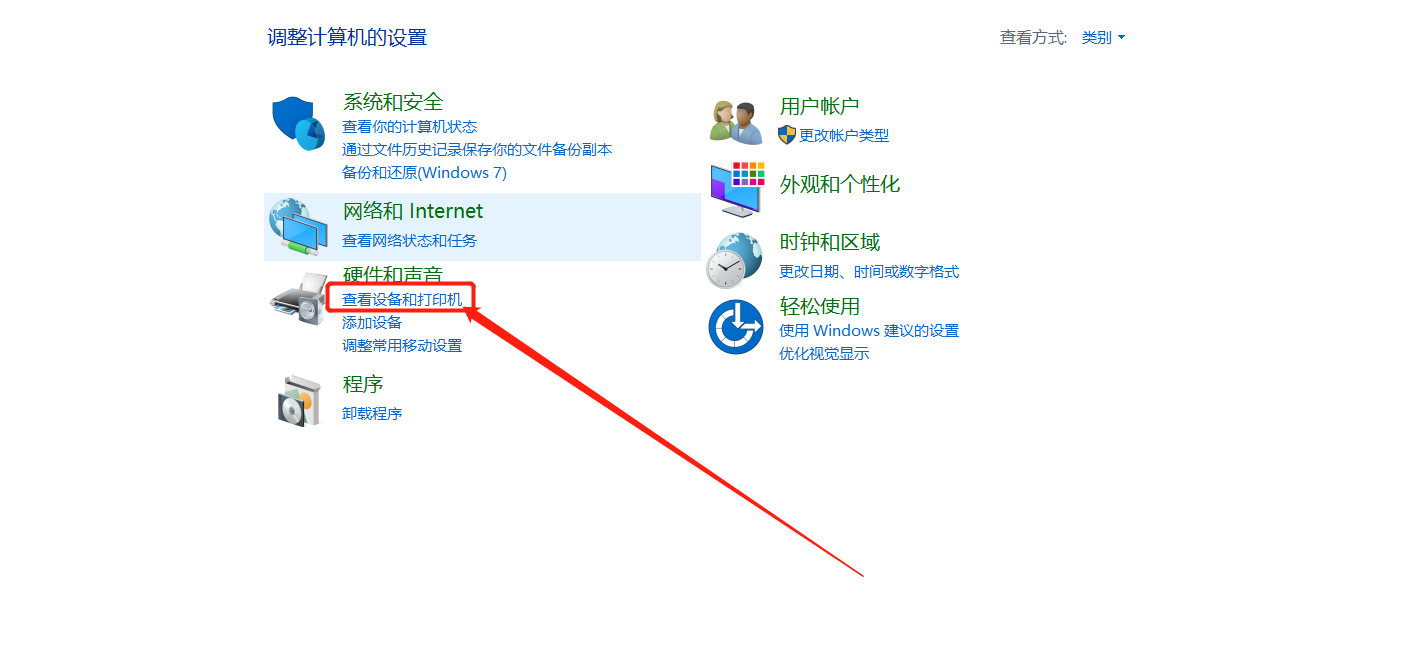 调整计算机的设置
查看方式: 类别
系统和安全
查看你的计算机状态
通过文件历史记录保存你的文件备份副本
备份和还原(Windows 7)
网络和 Internet
查看网络状态和任务
硬件和声音
查看设备和打印机
添加设备
调整常用移动设置
程序
卸载程序
用户帐户
更改帐户类型
外观和个性化
时钟和区域
更改日期、时间或数字格式
轻松使用
使用 Windows 建议的设置
优化视觉显示